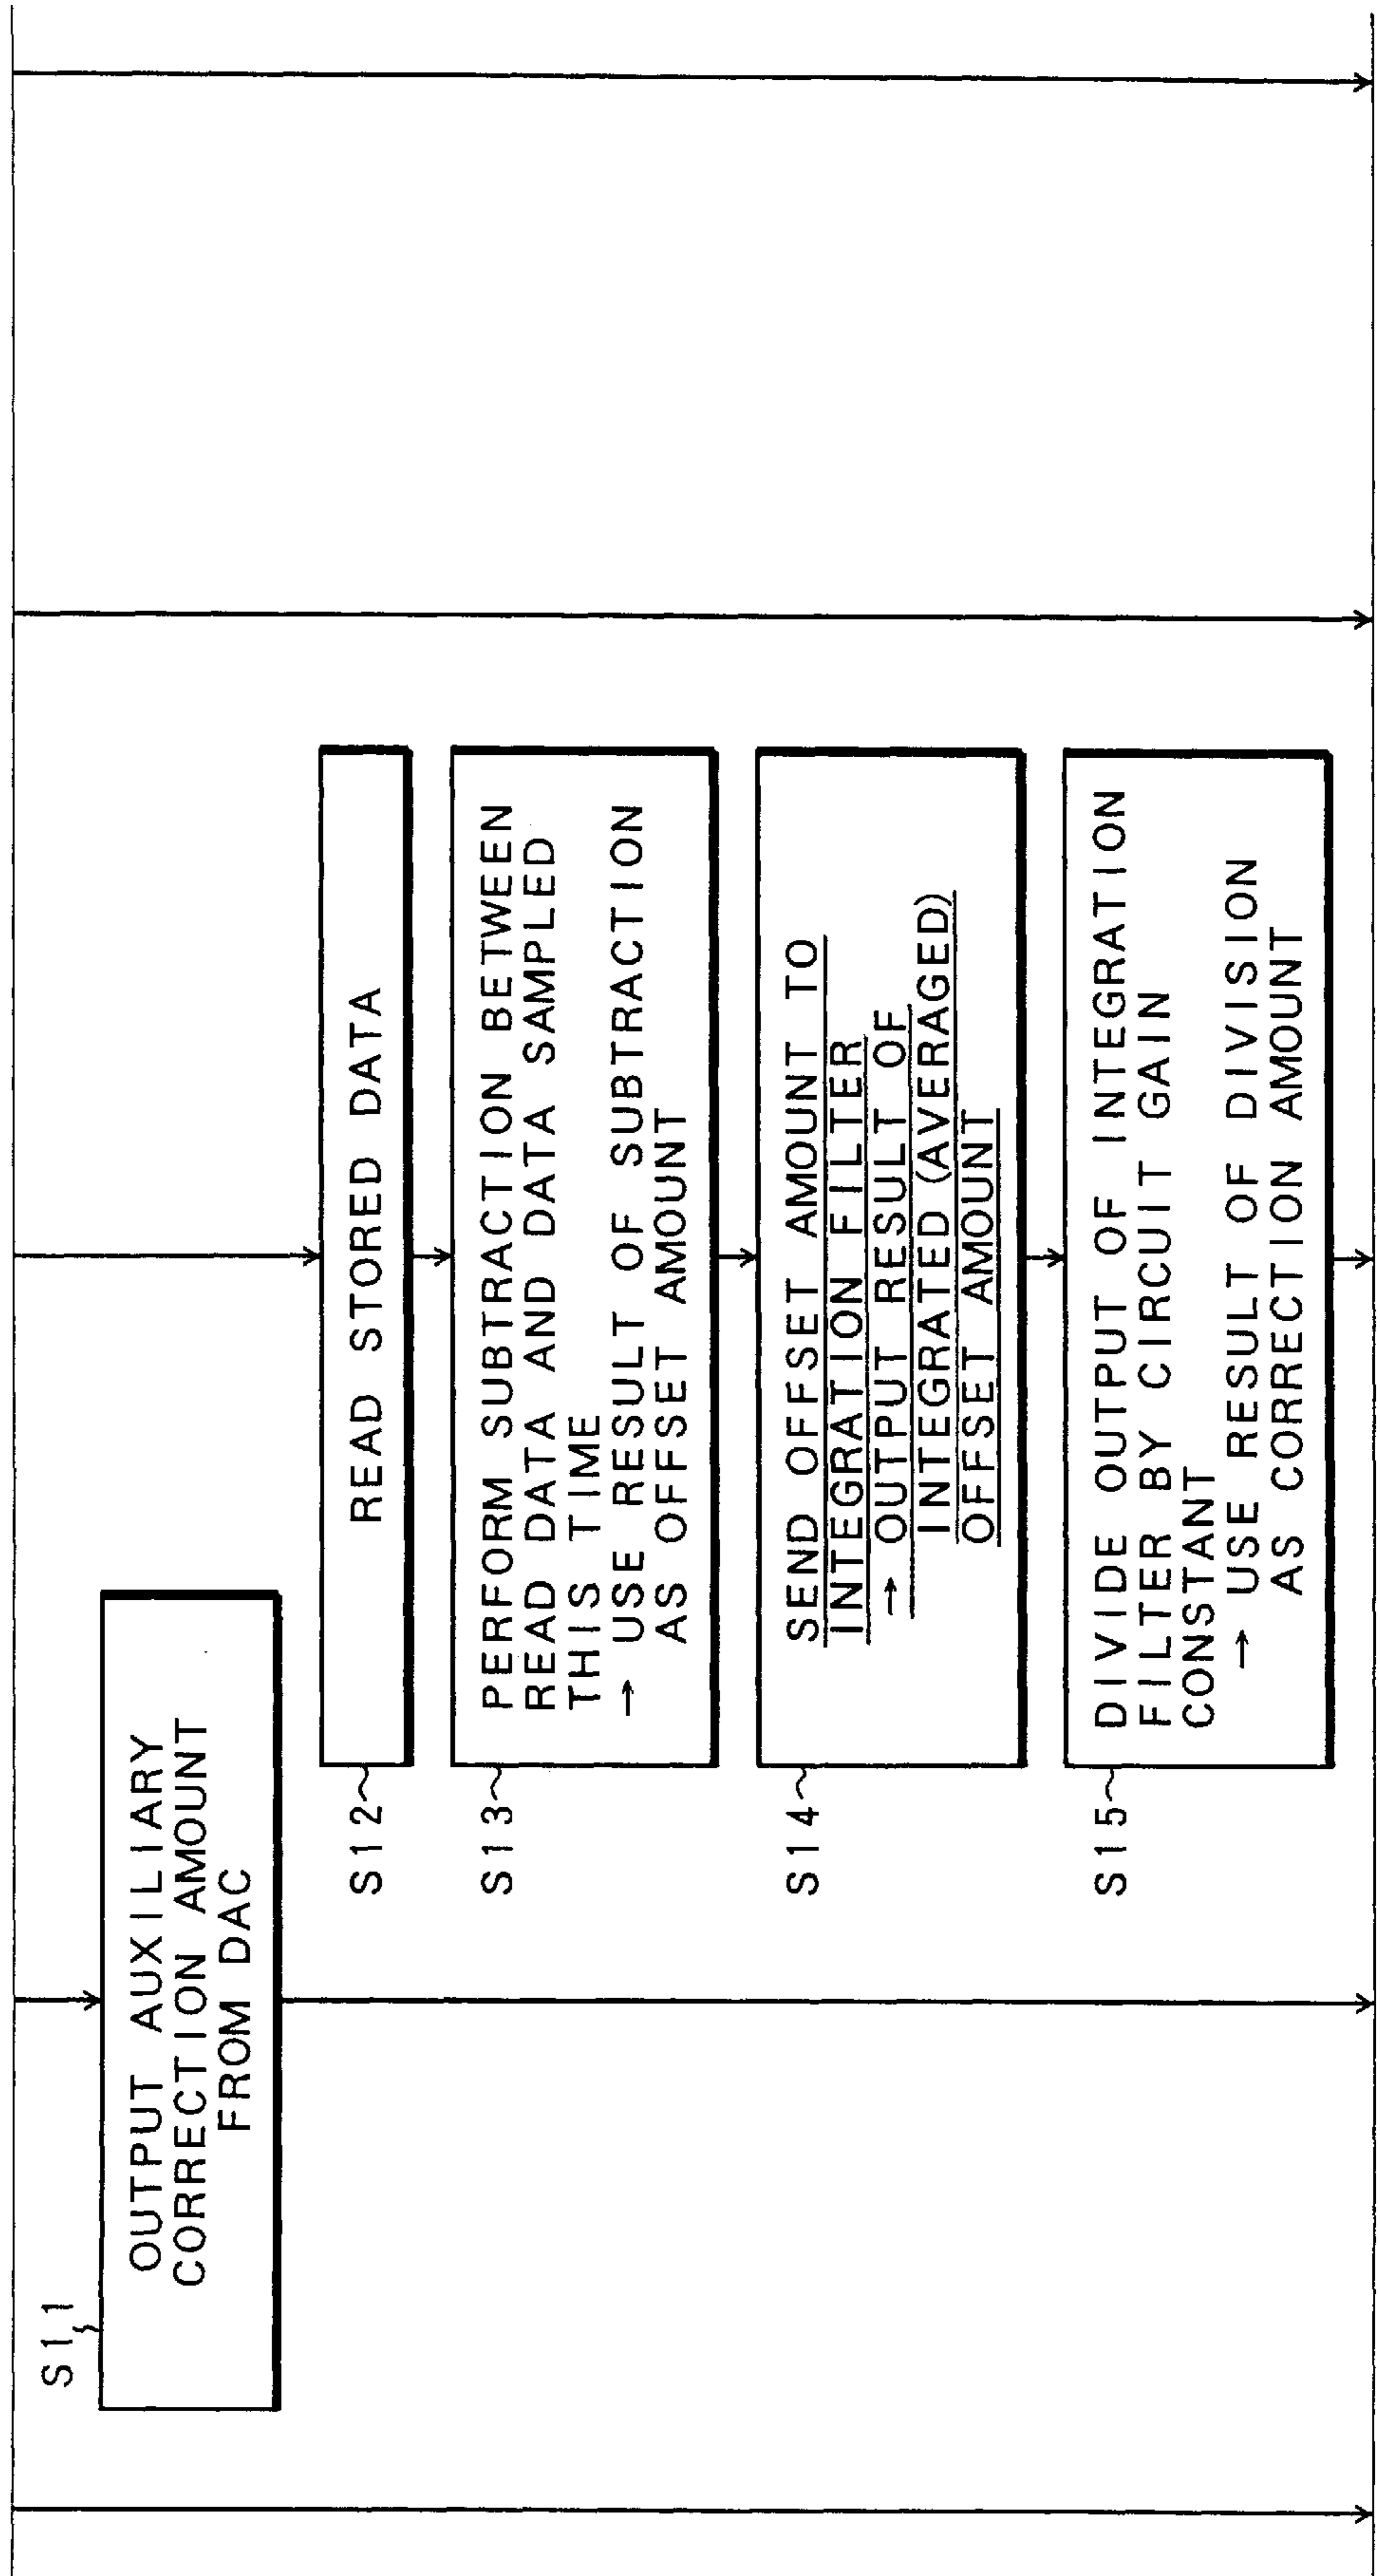 S11
OUTPUT AUXILIARY
CORRECTION AMOUNT
FROM DAC
S12
READ STORED DATA
S13
PERFORM SUBTRACTION BETWEEN
READ DATA AND DATA SAMPLED
THIS TIME
→ USE RESULT OF SUBTRACTION
AS OFFSET AMOUNT
S14
SEND OFFSET AMOUNT TO
INTEGRATION FILTER
→ OUTPUT RESULT OF
INTEGRATED (AVERAGED)
OFFSET AMOUNT
S15
DIVIDE OUTPUT OF INTEGRATION
FILTER BY CIRCUIT GAIN
CONSTANT
→ USE RESULT OF DIVISION
AS CORRECTION AMOUNT